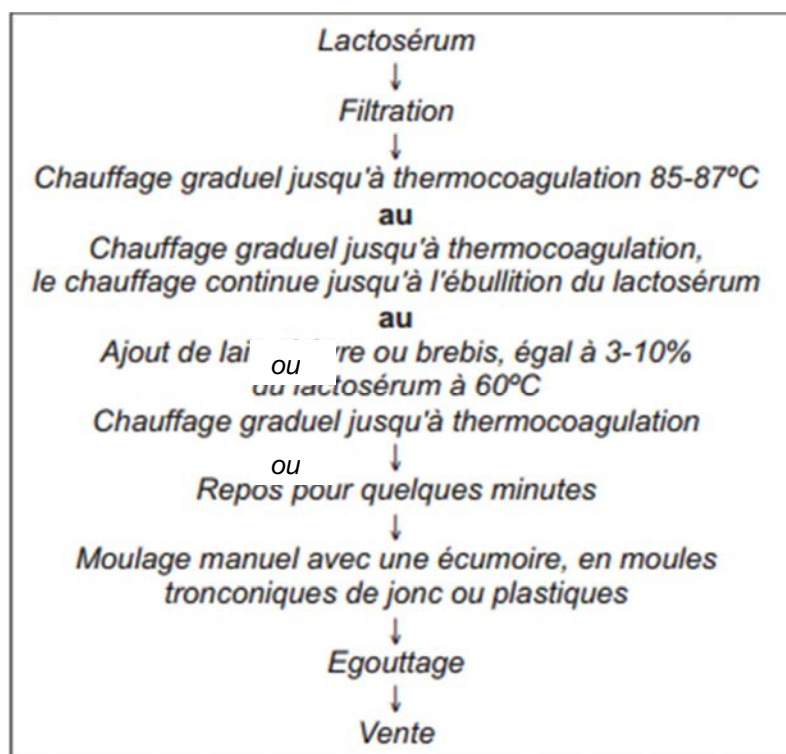 Lactosérum
↓
Filtration
↓
Chauffage graduel jusqu'à thermocoagulation 85-87ºC
au
Chauffage graduel jusqu'à thermocoagulation,
le chauffage continue jusqu'à l'ébullition du lactosérum
au
Ajout de ou ou brebis, égal à 3-10%
du lactosérum à 60ºC
Chauffage graduel jusqu'à thermocoagulation
↓
ou
Repos pour quelques minutes
↓
Moulage manuel avec une écumoire, en moules
tronconiques de jonc ou plastiques
↓
Egouttage
↓
Vente